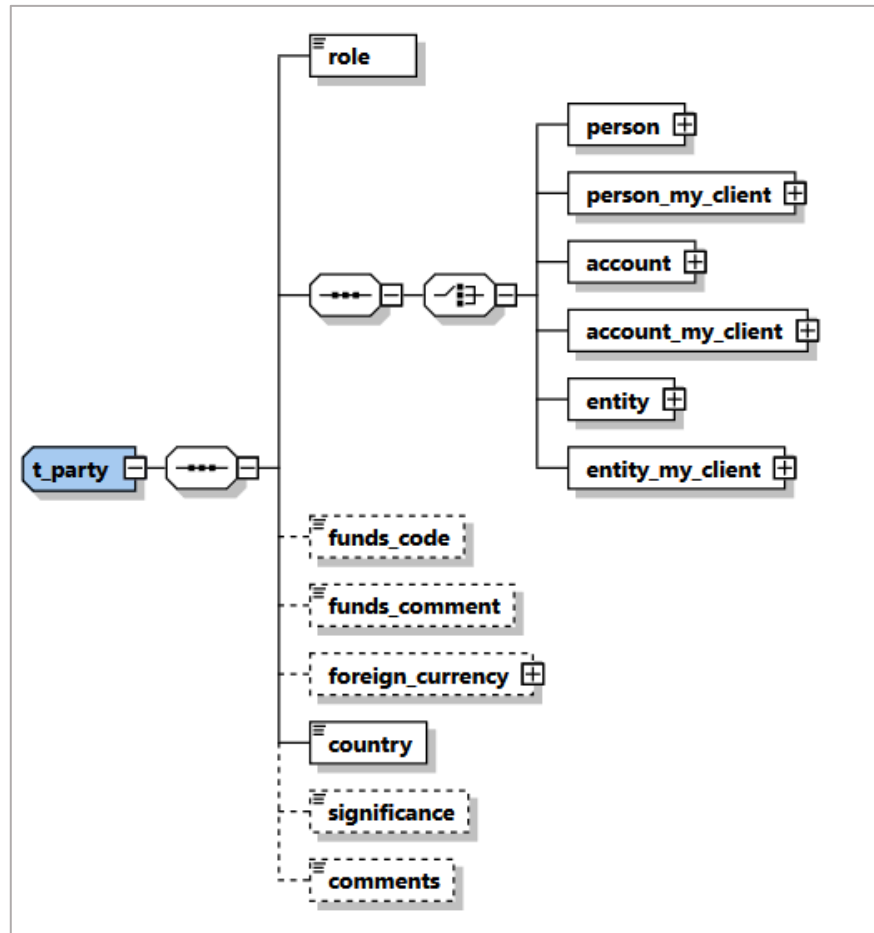 role
person
person_my_client
account
account_my_client
entity
entity_my_client
t_party
funds_code
funds_comment
foreign_currency
country
significance
comments